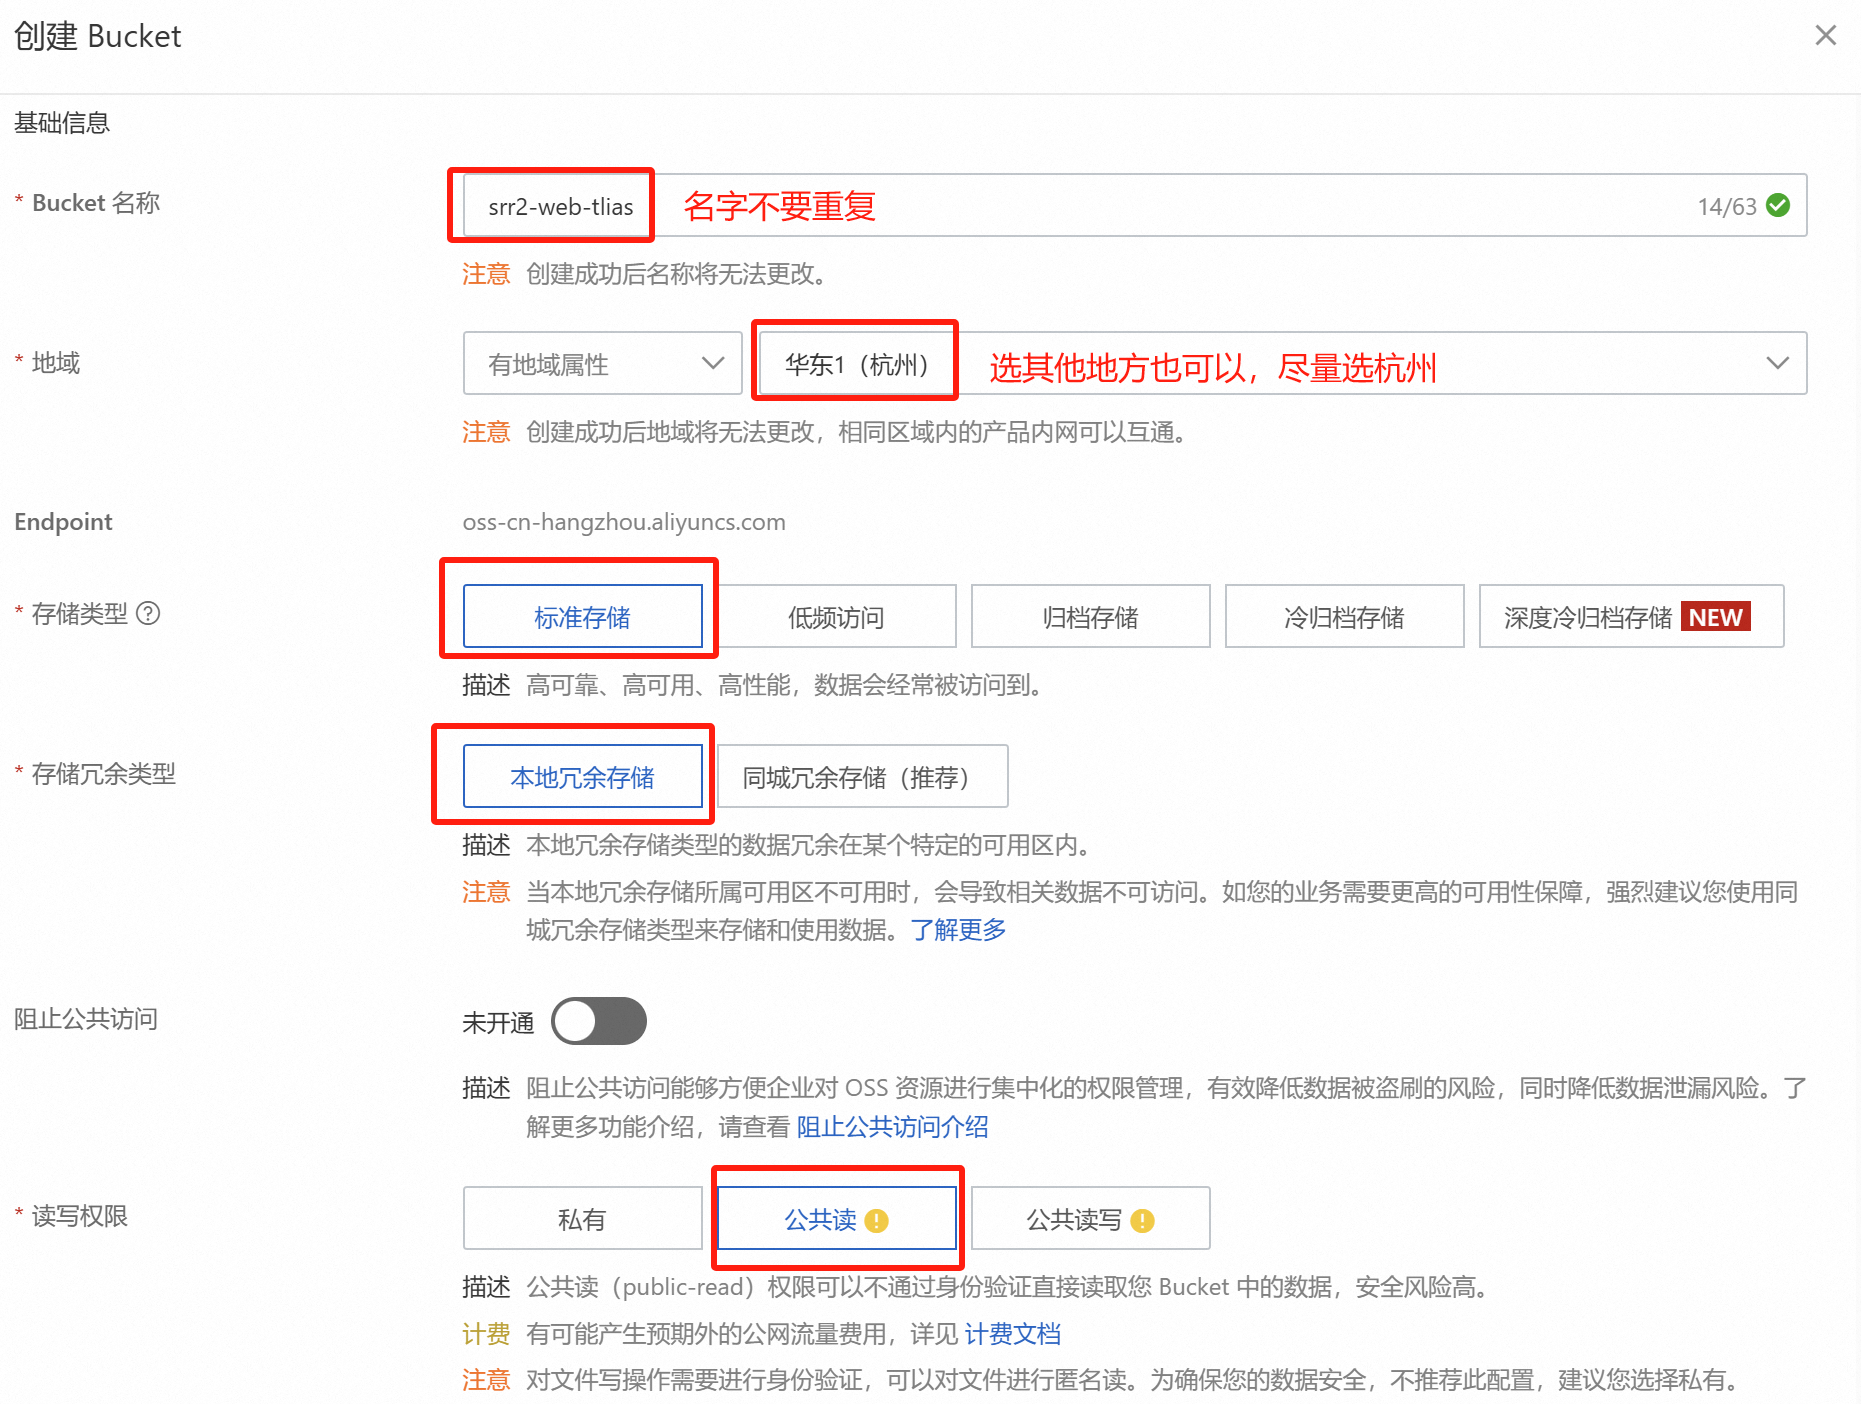 创建 Bucket
基础信息
* Bucket 名称
srr2-web-tlias 名字不要重复 14/63
注意 创建成功后名称将无法更改。
* 地域
有地域属性 华东1（杭州） 选其他地方也可以，尽量选杭州
注意 创建成功后地域将无法更改，相同区域内的产品内网可以互通。
Endpoint oss-cn-hangzhou.aliyuncs.com
* 存储类型 ?
标准存储 低频访问 归档存储 冷归档存储 深度冷归档存储 NEW
描述 高可靠、高可用、高性能，数据会经常被访问到。
* 存储冗余类型
本地冗余存储 同城冗余存储（推荐）
描述 本地冗余存储类型的数据冗余在某个特定的可用区内。
注意 当本地冗余存储所属可用区不可用时，会导致相关数据不可访问。如您的业务需要更高的可用性保障，强烈建议您使用同
城冗余存储类型来存储和使用数据。了解更多
阻止公共访问
未开通
描述 阻止公共访问能够方便企业对 OSS 资源进行集中化的权限管理，有效降低数据被盗刷的风险，同时降低数据泄漏风险。了
解更多功能介绍，请查看 阻止公共访问介绍
* 读写权限
私有 公共读 ! 公共读写 !
描述 公共读（public-read）权限可以不通过身份验证直接读取您 Bucket 中的数据，安全风险高。
计费 有可能产生预期外的公网流量费用，详见 计费文档
注意 对文件写操作需要进行身份验证，可以对文件进行匿名读。为确保您的数据安全，不推荐此配置，建议您选择私有。